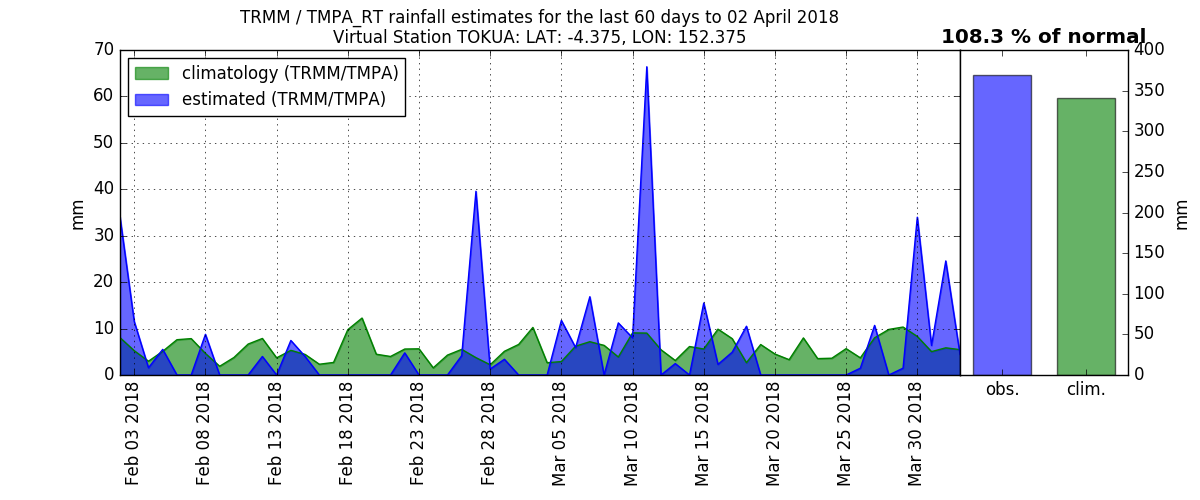 TRMM / TMPA_RT rainfall estimates for the last 60 days to 02 April 2018
Virtual Station TOKUA: LAT: -4.375, LON: 152.375
108.3 % of normal
climatology (TRMM/TMPA)
estimated (TRMM/TMPA)
70
60
50
40
30
20
10
0
mm
400
350
300
250
200
150
100
50
0
mm
obs.
clim.
Feb 03 2018
Feb 08 2018
Feb 13 2018
Feb 18 2018
Feb 23 2018
Feb 28 2018
Mar 05 2018
Mar 10 2018
Mar 15 2018
Mar 20 2018
Mar 25 2018
Mar 30 2018